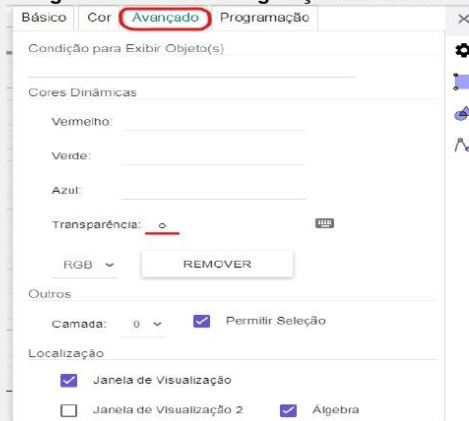 Básico Cor Avançado Programação
Condição para Exibir Objeto(s)
Cores Dinâmicas
Vermelho:
Verde:
Azul:
Transparência: o
RGB REMOVER
Outros
Camada: 0 Permitir Seleção
Localização
Janela de Visualização
Janela de Visualização 2 Álgebra